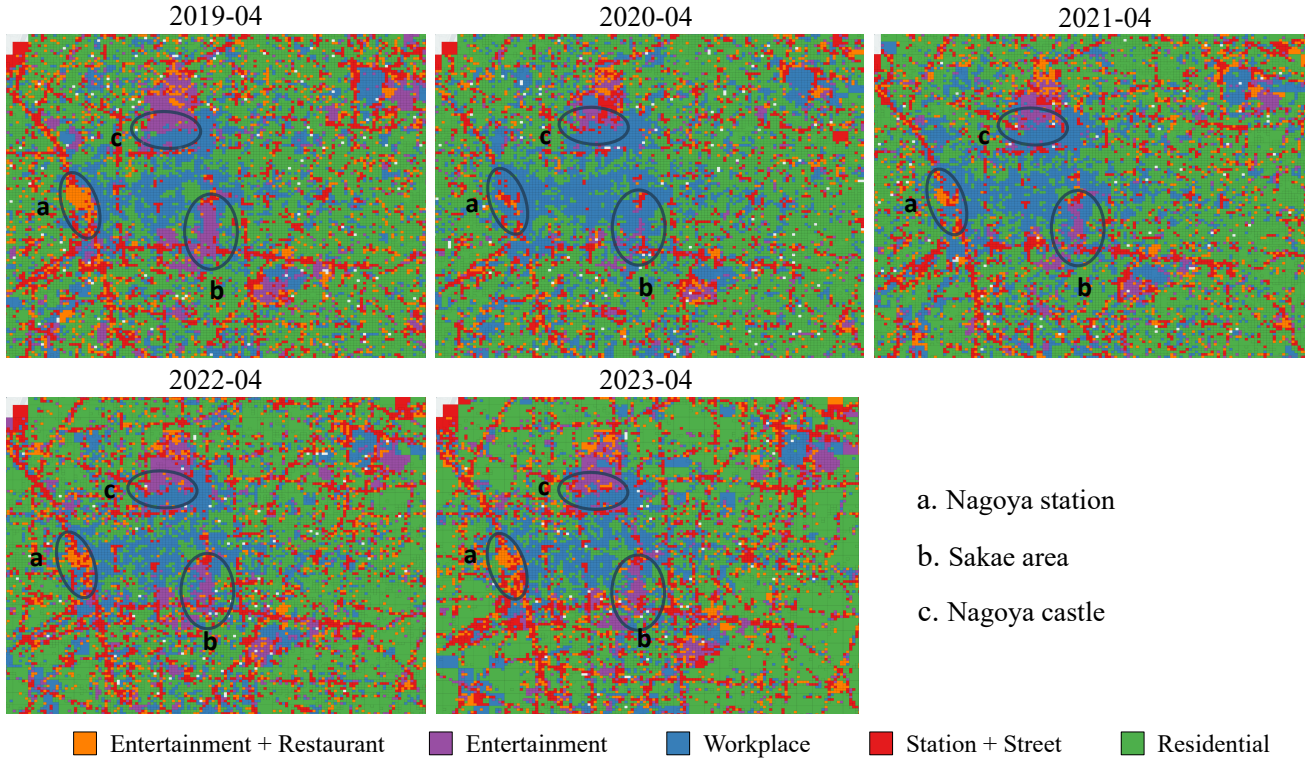 2019-04
2020-04
2021-04
c
a
b
c
a
b
c
a
b
2022-04
2023-04
c
a
b
c
a
b
a. Nagoya station
b. Sakae area
c. Nagoya castle
Entertainment + Restaurant
Entertainment
Workplace
Station + Street
Residential